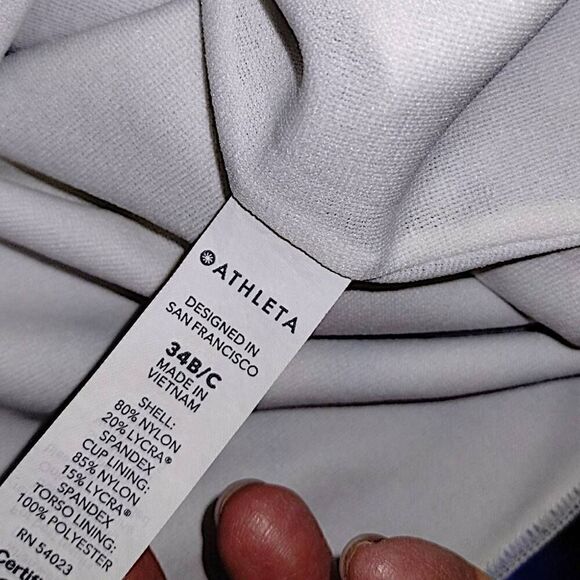 ATHLETA
DESIGNED IN
SAN FRANCISCO
34B/C
MADE IN
VIETNAM
SHELL:
80% NYLON
20% LYCRA®
SPANDEX
CUP LINING:
85% NYLON
15% LYCRA®
SPANDEX
TORSO LINING:
100% POLYESTER
RN 54023
Certifi